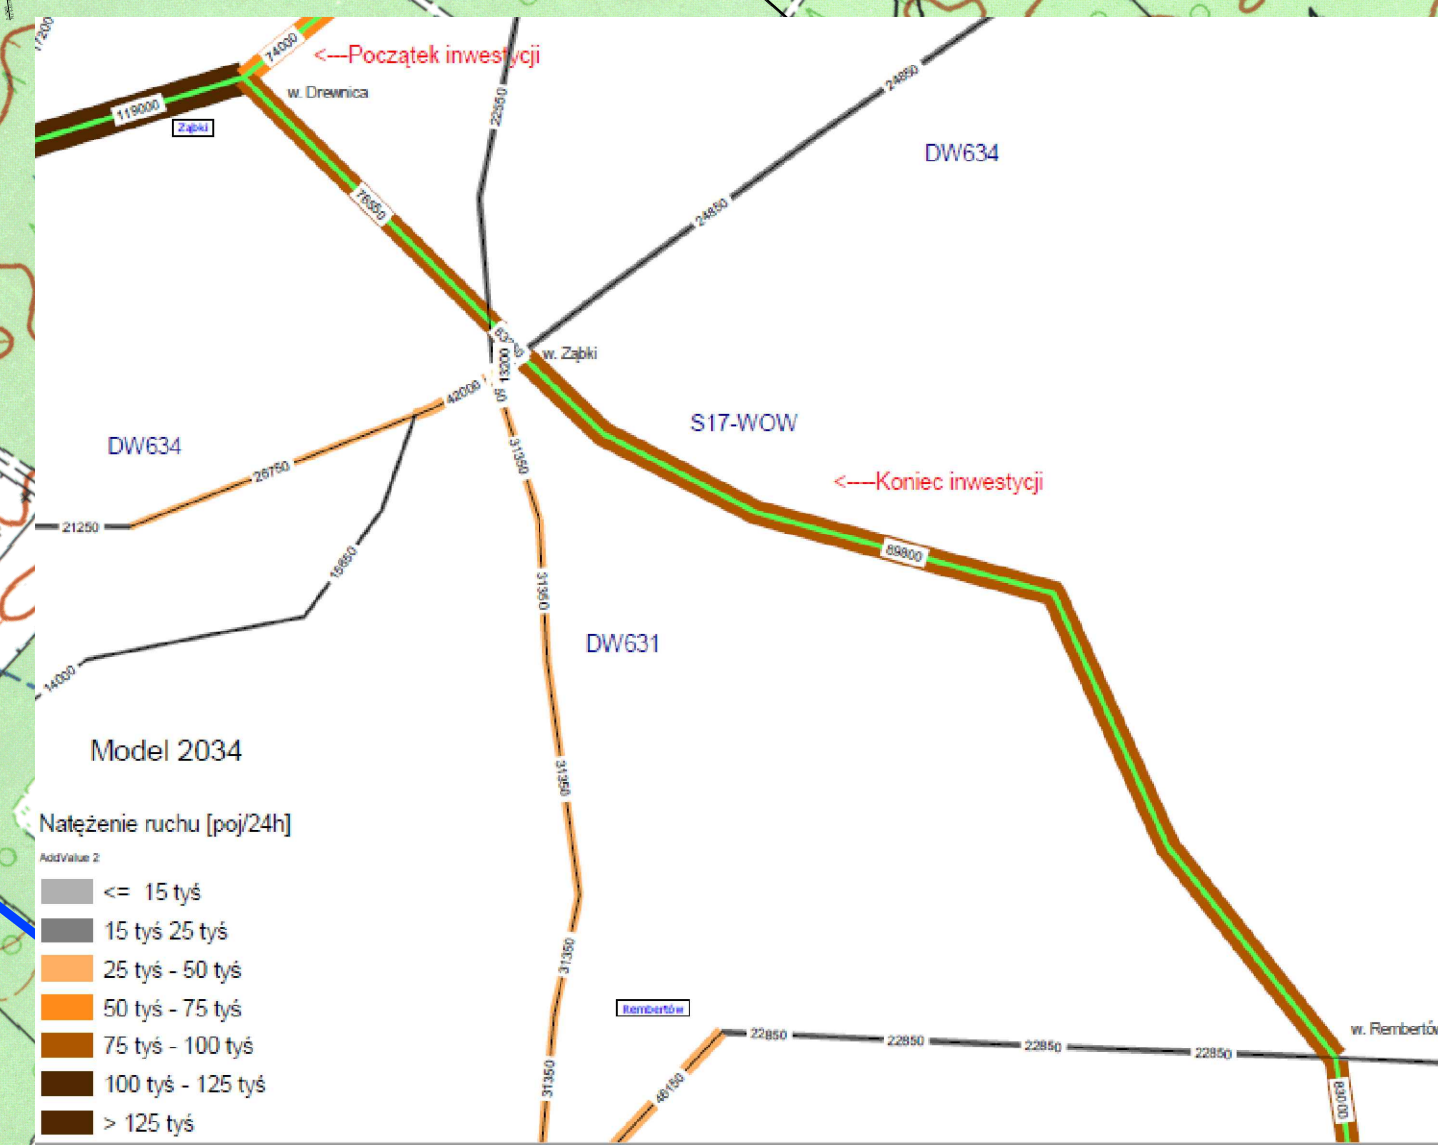 17200
74000
<---Początek inwestycji
w. Drewnica
119000
Ząbki
22550
24850
DW634
76550
24850
13200
w. Ząbki
50
42000
S17-WOW
DW634
31350
26750
<----Koniec inwestycji
21250
89800
15650
31350
DW631
14000
Model 2034
31350
Natężenie ruchu [poj/24h]
AddValue 2
<= 15 tyś
15 tyś 25 tyś
25 tyś - 50 tyś
50 tyś - 75 tyś
75 tyś - 100 tyś
100 tyś - 125 tyś
> 125 tyś
31350
Rembertów
22850
22850
22850
22850
w. Rembertów
31350
46150
83000